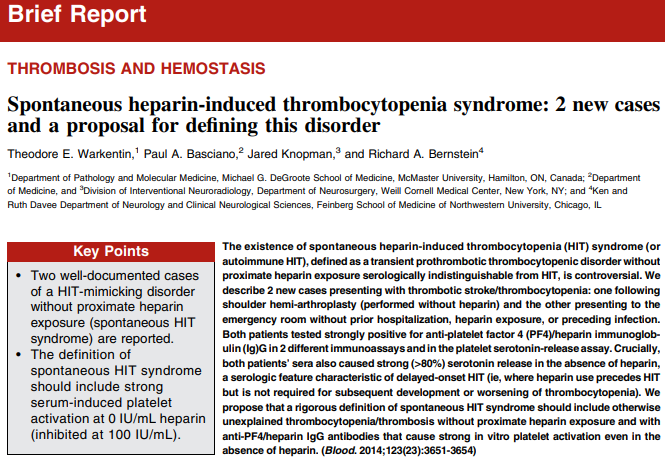 Brief Report
THROMBOSIS AND HEMOSTASIS
Spontaneous heparin-induced thrombocytopenia syndrome: 2 new cases
and a proposal for defining this disorder
Theodore E. Warkentin,1 Paul A. Basciano,2 Jared Knopman,3 and Richard A. Bernstein4
1Department of Pathology and Molecular Medicine, Michael G. DeGroote School of Medicine, McMaster University, Hamilton, ON, Canada; 2Department
of Medicine, and 3Division of Interventional Neuroradiology, Department of Neurosurgery, Weill Cornell Medical Center, New York, NY; and 4Ken and
Ruth Davee Department of Neurology and Clinical Neurological Sciences, Feinberg School of Medicine of Northwestern University, Chicago, IL
Key Points
• Two well-documented cases
of a HIT-mimicking disorder
without proximate heparin
exposure (spontaneous HIT
syndrome) are reported.
• The definition of
spontaneous HIT syndrome
should include strong
serum-induced platelet
activation at 0 IU/mL heparin
(inhibited at 100 IU/mL).
The existence of spontaneous heparin-induced thrombocytopenia (HIT) syndrome (or
autoimmune HIT), defined as a transient prothrombotic thrombocytopenic disorder without
proximate heparin exposure serologically indistinguishable from HIT, is controversial. We
describe 2 new cases presenting with thrombotic stroke/thrombocytopenia: one following
shoulder hemi-arthroplasty (performed without heparin) and the other presenting to the
emergency room without prior hospitalization, heparin exposure, or preceding infection.
Both patients tested strongly positive for anti-platelet factor 4 (PF4)/heparin immunoglob-
ulin (Ig)G in 2 different immunoassays and in the platelet serotonin-release assay. Crucially,
both patients' sera also caused strong (>80%) serotonin release in the absence of heparin,
a serologic feature characteristic of delayed-onset HIT (ie, where heparin use precedes HIT
but is not required for subsequent development or worsening of thrombocytopenia). We
propose that a rigorous definition of spontaneous HIT syndrome should include otherwise
unexplained thrombocytopenia/thrombosis without proximate heparin exposure and with
anti-PF4/heparin IgG antibodies that cause strong in vitro platelet activation even in the
absence of heparin. (Blood. 2014;123(23):3651-3654)